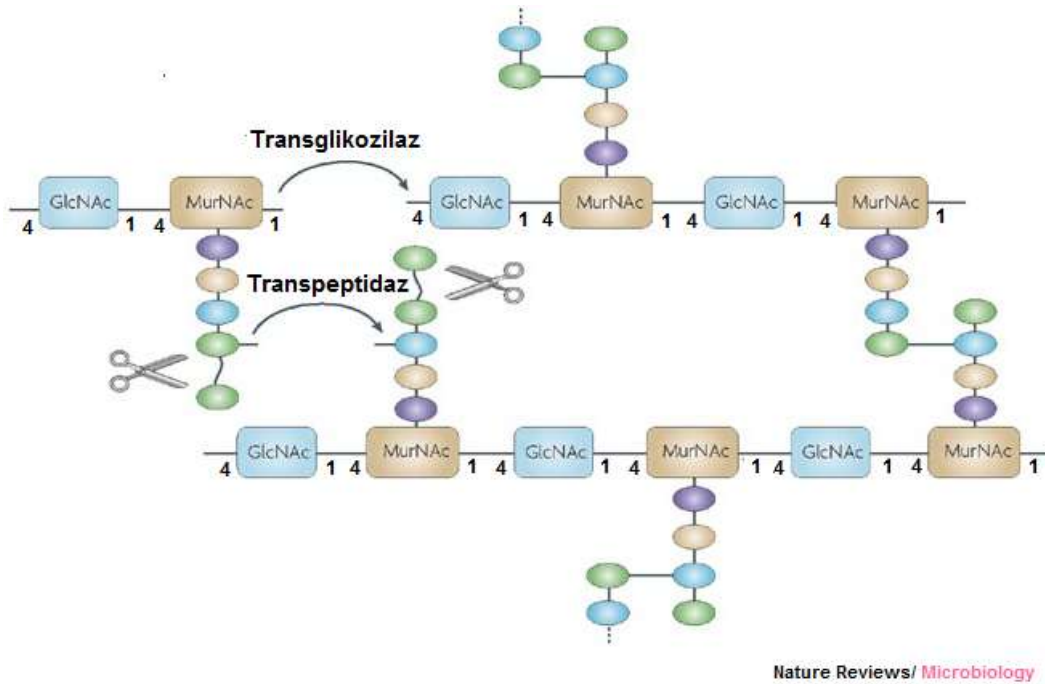 Transglikozilaz
GlcNAc MurNAc GlcNAc MurNAc GlcNAc MurNAc
4 1 4 1 4 1 4 1 4 1 4 1
Transpeptidaz
GlcNAc MurNAc GlcNAc MurNAc GlcNAc MurNAc
4 1 4 1 4 1 4 1 4 1 4 1
Nature Reviews/ Microbiology